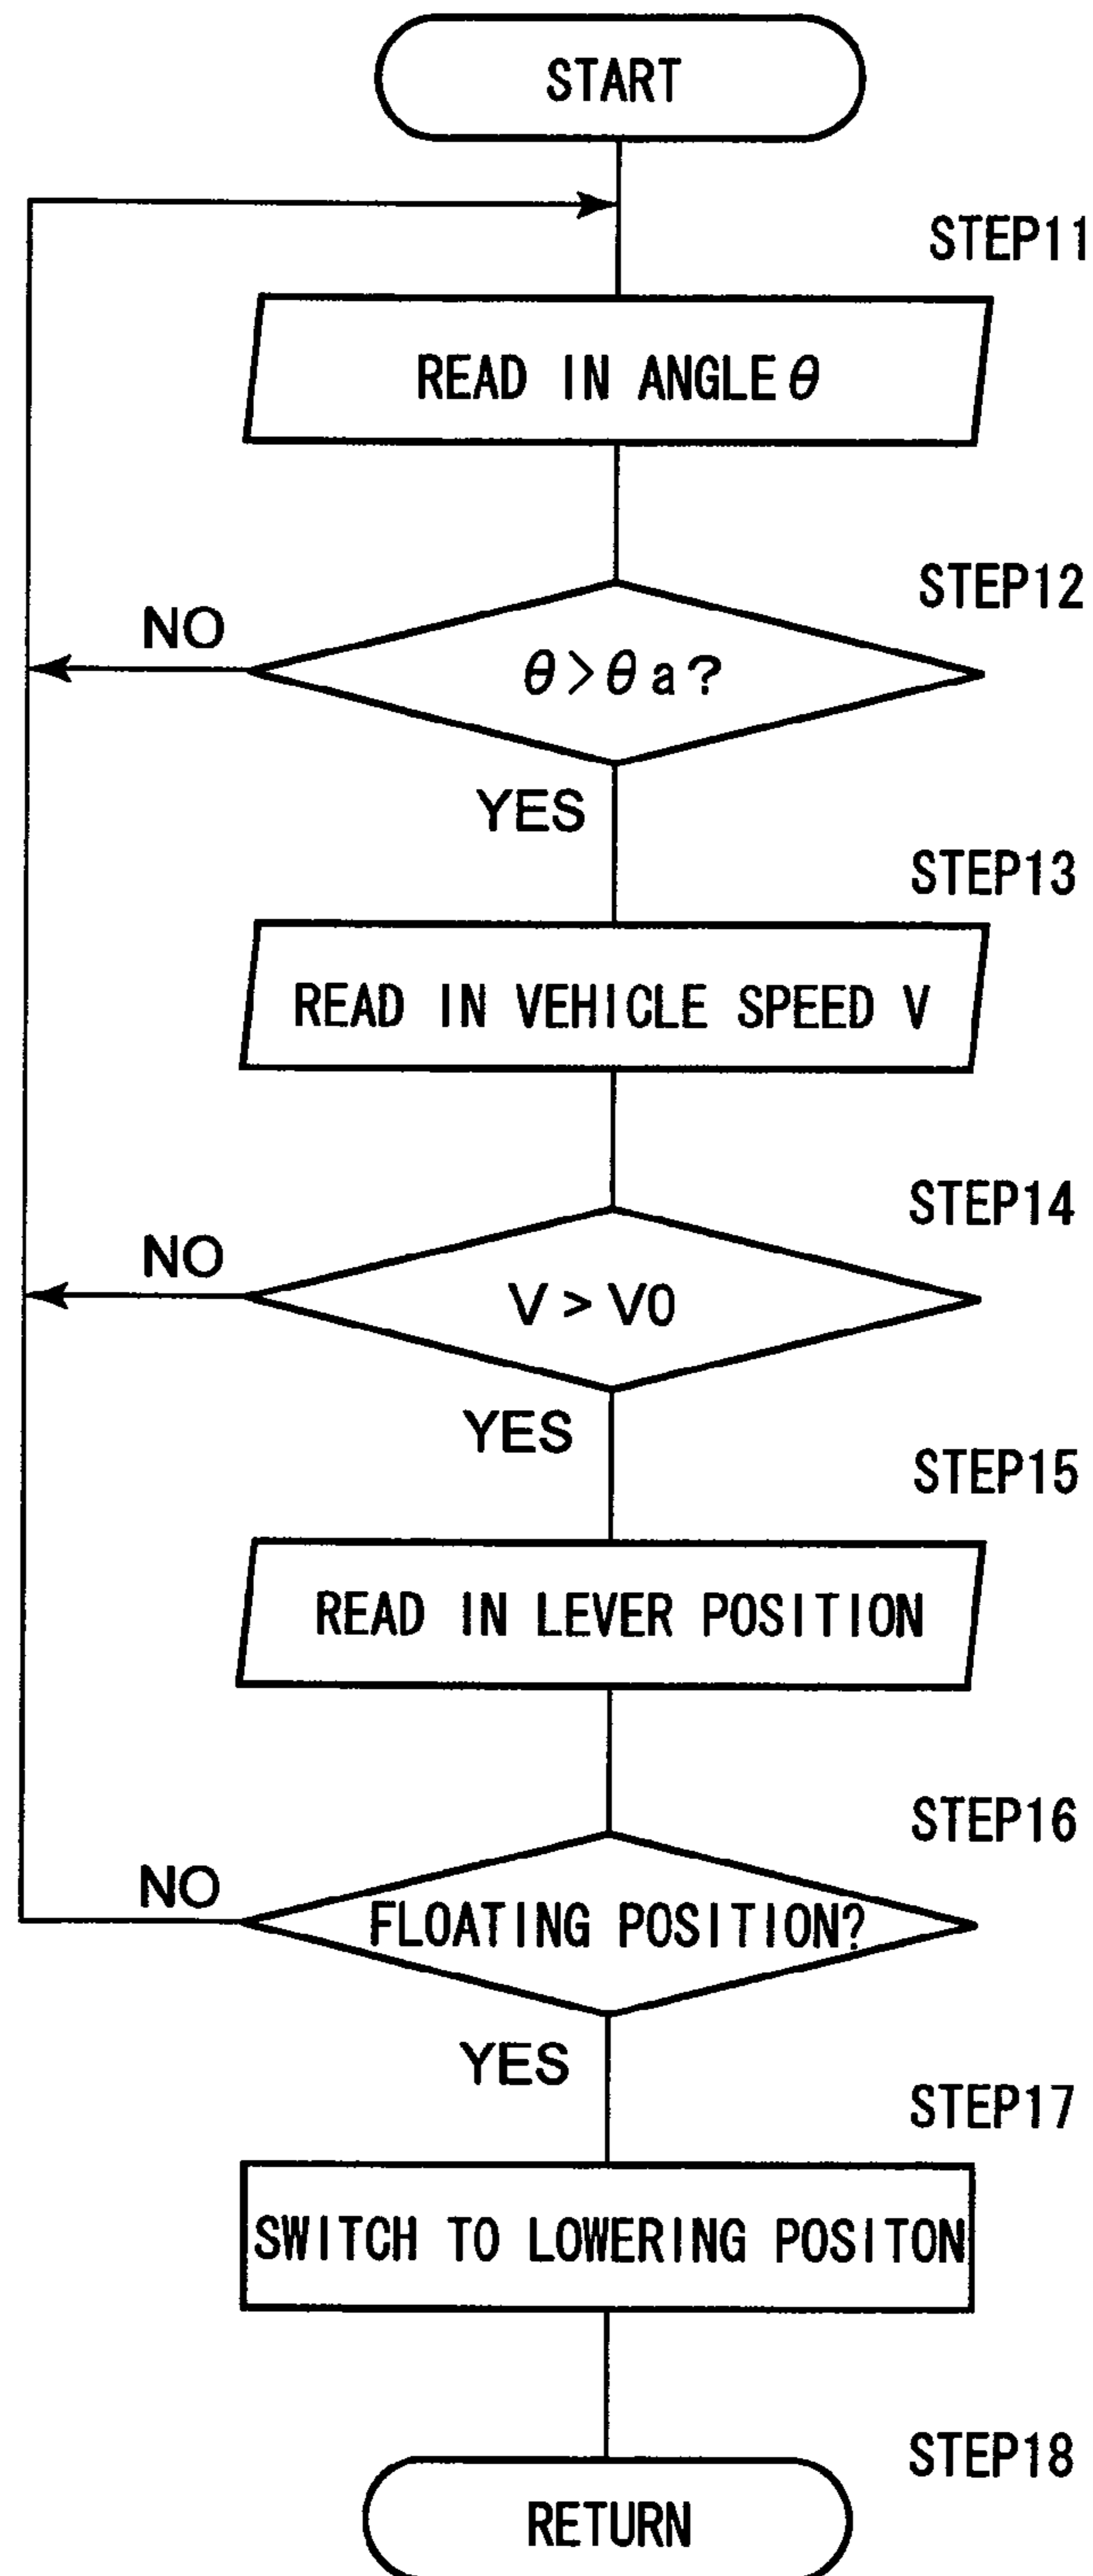 START
STEP11
READ IN ANGLE θ
STEP12
NO
θ > θ a ?
YES
STEP13
READ IN VEHICLE SPEED V
STEP14
NO
V > V0
YES
STEP15
READ IN LEVER POSITION
STEP16
NO
FLOATING POSITION?
YES
STEP17
SWITCH TO LOWERING POSITON
STEP18
RETURN